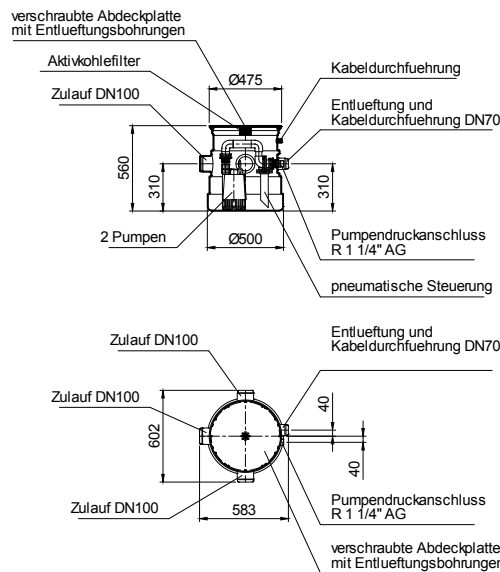 verschraubte Abdeckplatte
mit Entlueftungsbohrungen
Aktivkohlefilter
Zulauf DN100
Ø475
Kabeldurchfuehrung
Entlueftung und
Kabeldurchfuehrung DN70
560
310
310
2 Pumpen
Ø500
Pumpendruckanschluss
R 1 1/4" AG
pneumatische Steuerung
Zulauf DN100
Entlueftung und
Kabeldurchfuehrung DN70
Zulauf DN100
602
40
40
Zulauf DN100
583
Pumpendruckanschluss
R 1 1/4" AG
verschraubte Abdeckplatte
mit Entlueftungsbohrungen